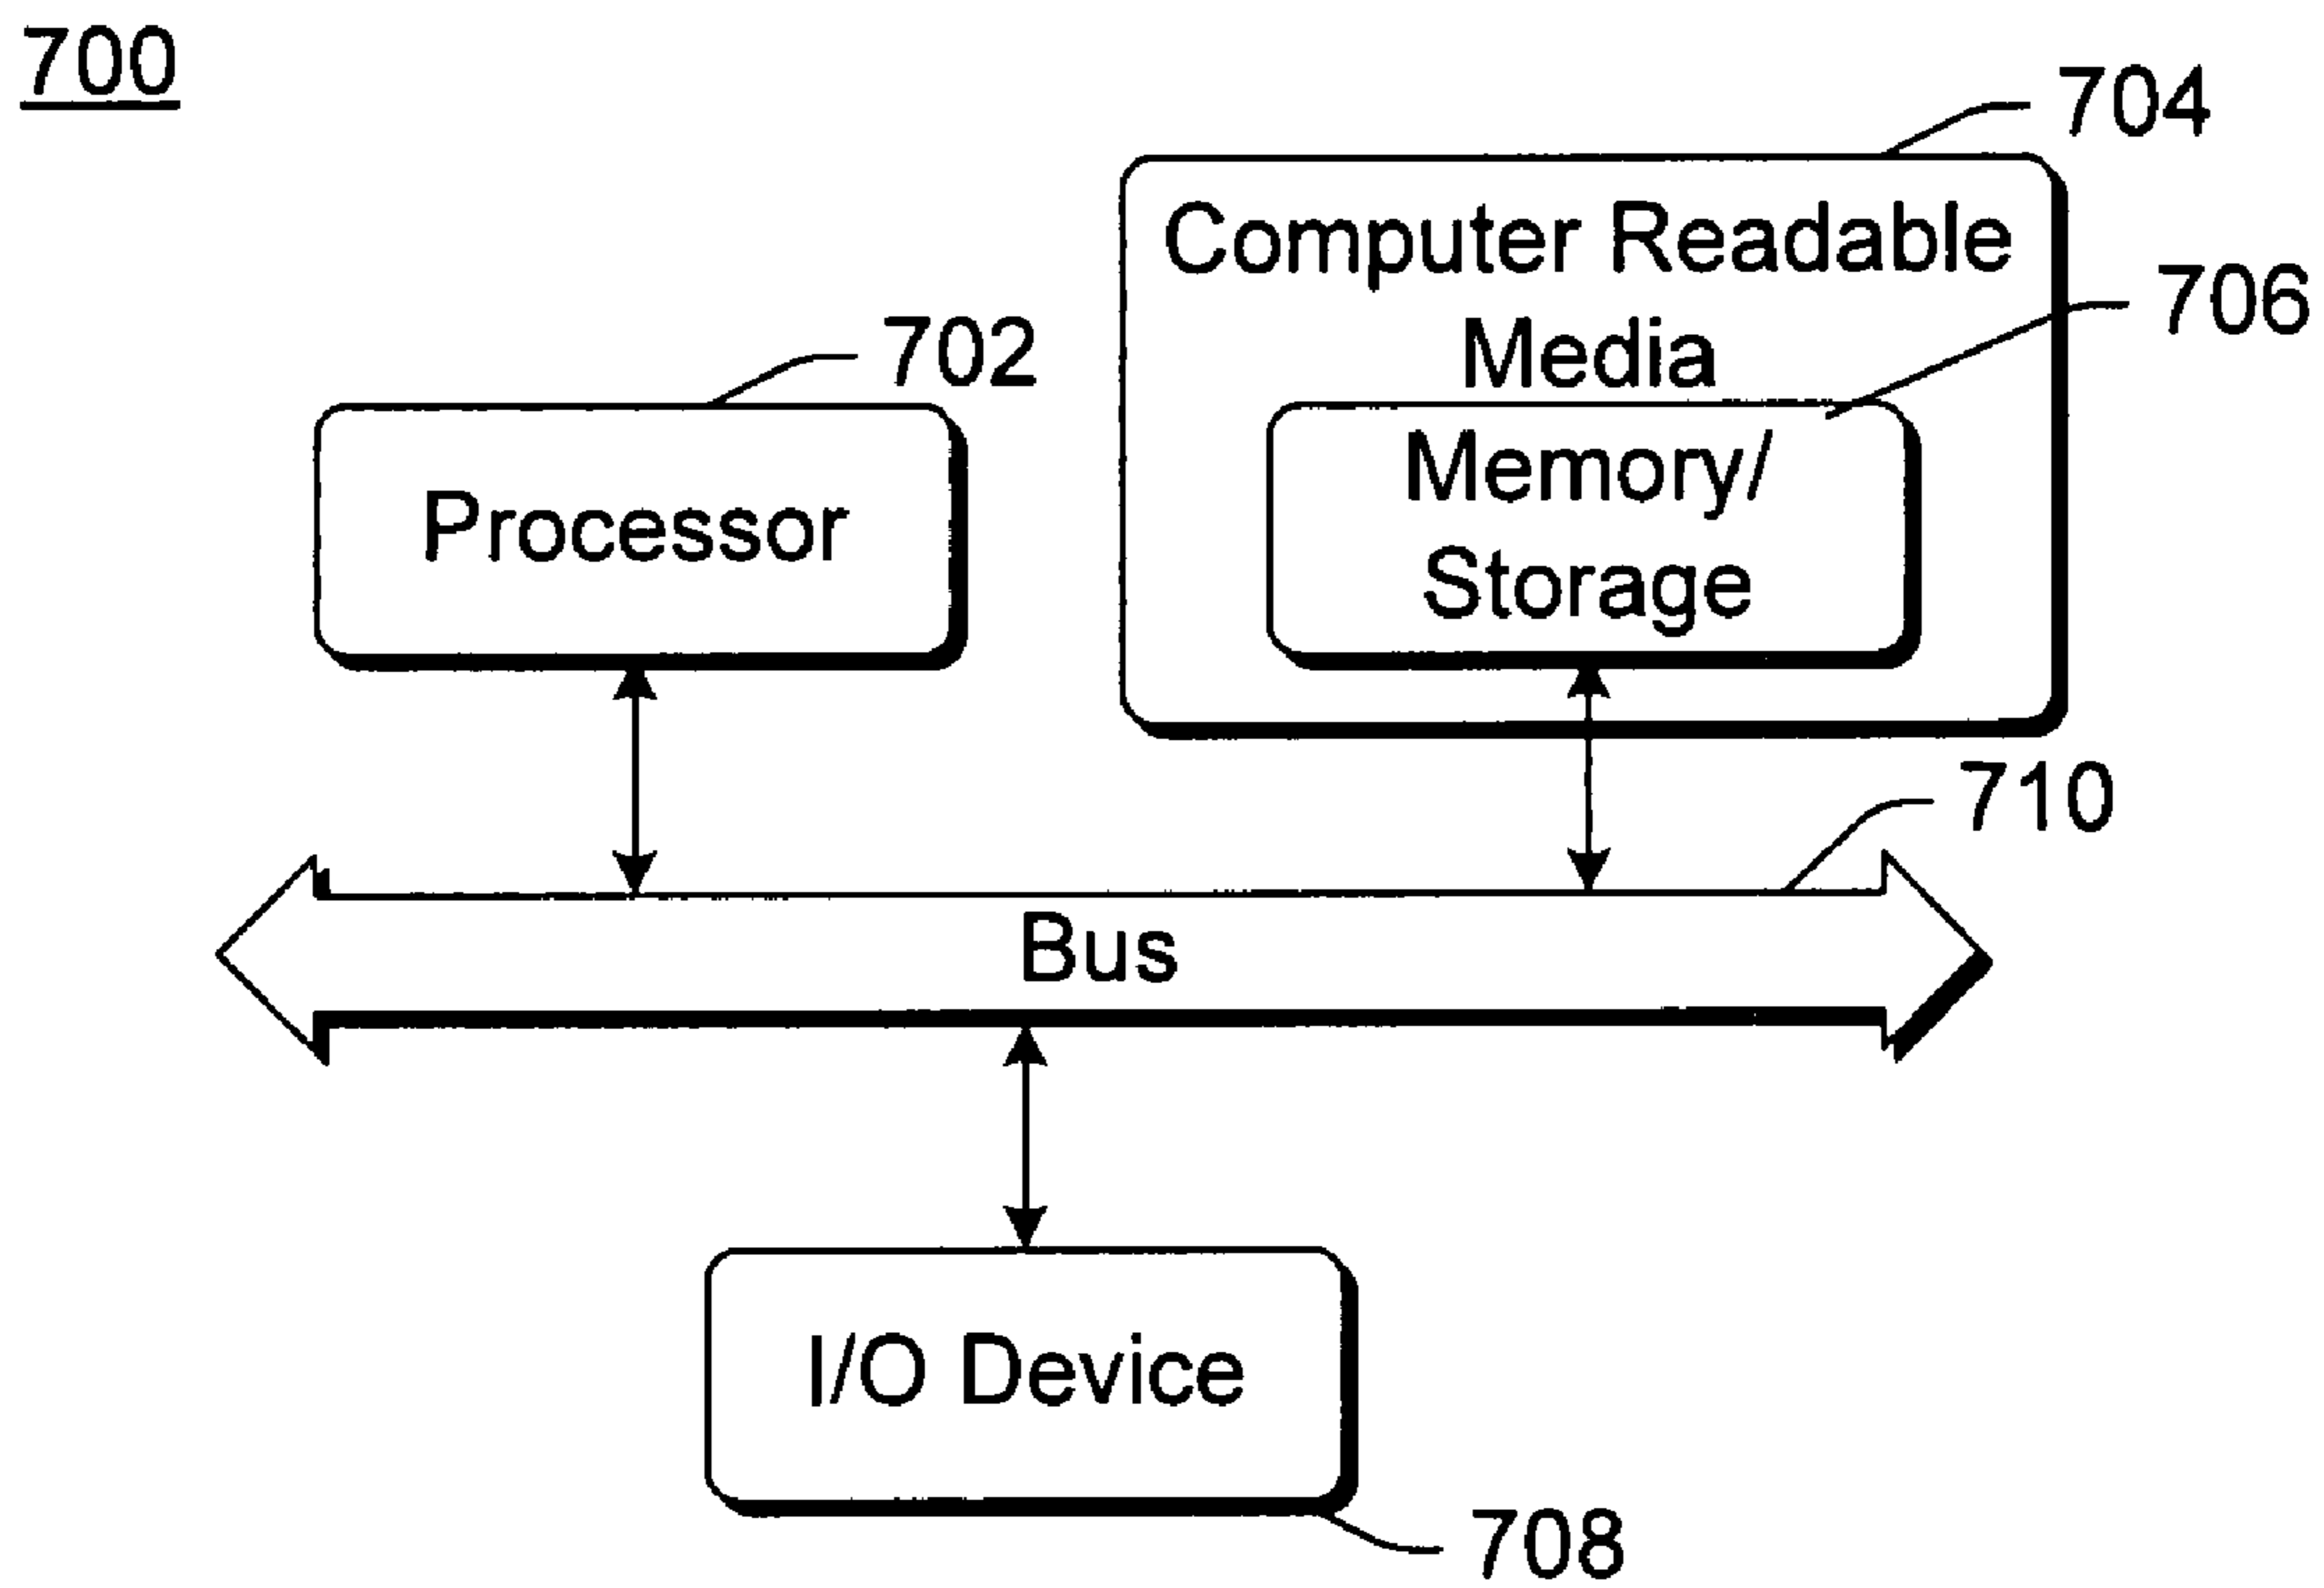 700
704
Computer Readable
Media
706
702
Processor
Memory/
Storage
710
Bus
I/O Device
708